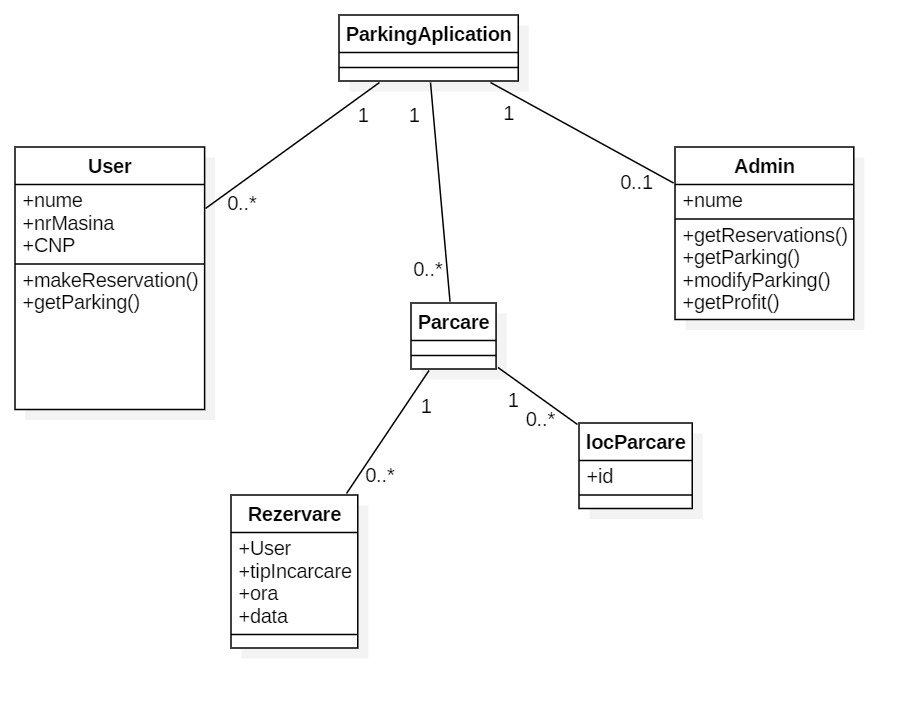 ParkingAplication
1
1
1
User
+nume
+nrMasina
+CNP
+makeReservation()
+getParking()
0..*
0..1
Admin
+nume
+getReservations()
+getParking()
+modifyParking()
+getProfit()
0..*
Parcare
1
1
0..*
0..*
locParcare
+id
Rezervare
+User
+tipIncarcare
+ora
+data